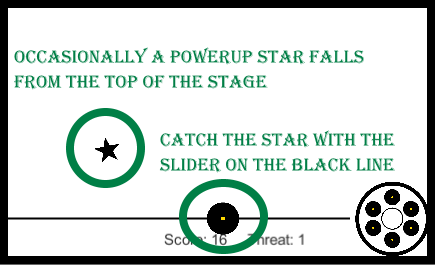 OCCASIONALLY A POWERUP STAR FALLS
FROM THE TOP OF THE STAGE
CATCH THE STAR WITH THE
SLIDER ON THE BLACK LINE
Score: 16 Threat: 1